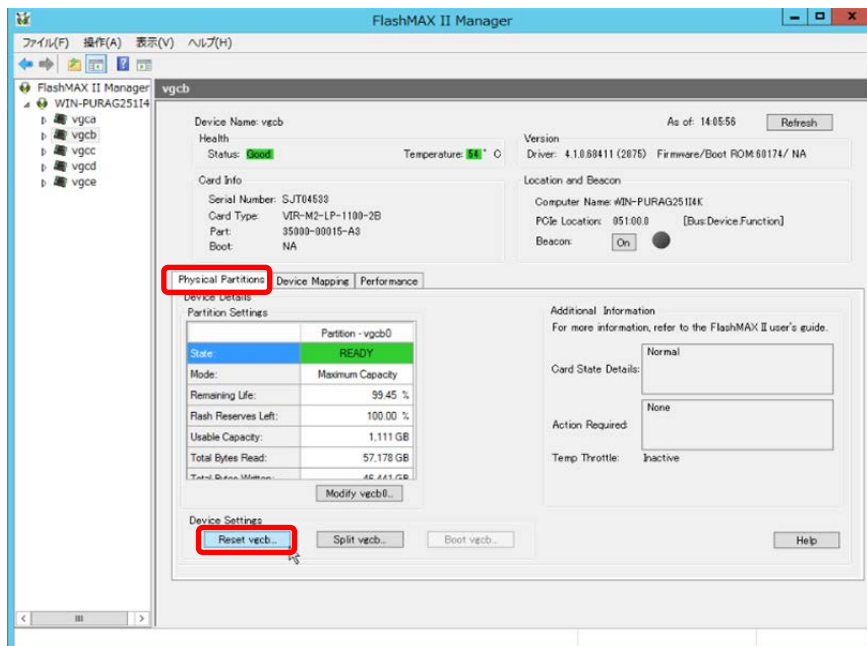 FlashMAX II Manager
ファイル(F) 操作(A) 表示(V) ヘルプ(H)
FlashMAX II Manager
WIN-PURAG251I4
vgca
vgcb
vgcc
vgcd
vgce
vgcb
Device Name: vgcb
As of: 14:05:56
Refresh
Health
Status: Good
Temperature: 54 ° C
Version
Driver: 4.1.0.68411 (2875) Firmware/Boot ROM: 60174/ NA
Card Info
Serial Number: SJT04533
Card Type: VIR-M2-LP-1100-2B
Part: 35000-00015-A3
Boot: NA
Location and Beacon
Computer Name: WIN-PURAG251I4K
PCIe Location: 051:00.0 [Bus:Device.Function]
Beacon: On
Physical Partitions Device Mapping Performance
Device Details
Partition Settings
Partition - vgcb0
State: READY
Mode: Maximum Capacity
Remaining Life: 99.45 %
Flash Reserves Left: 100.00 %
Usable Capacity: 1,111 GB
Total Bytes Read: 57,178 GB
Total Bytes Written: 46,441 GB
Modify vgcb0...
Additional Information
For more information, refer to the FlashMAX II user's guide.
Card State Details: Normal
Action Required: None
Temp Throttle: Inactive
Device Settings
Reset vgcb...
Split vgcb...
Boot vgcb...
Help